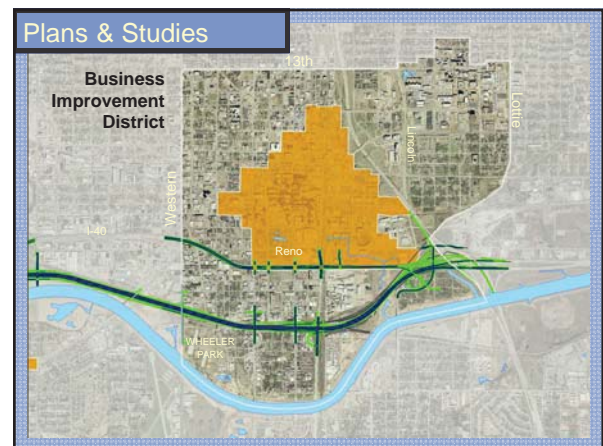 Plans & Studies
Business
Improvement
District
13th
Lottie
Lincoln
Western
I-40
Reno
WHEELER
PARK